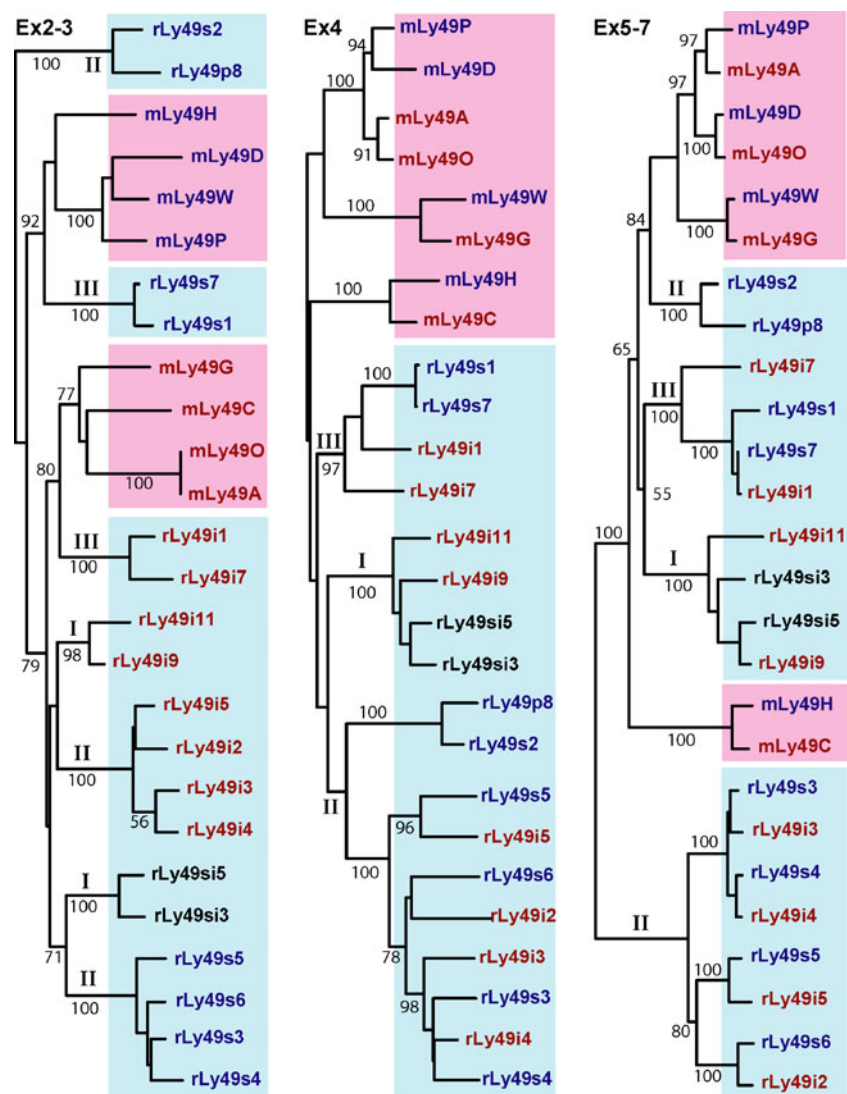 Ex2-3
rLy49s2
100
II
rLy49p8
mLy49H
mLy49D
mLy49W
100
mLy49P
92
III
rLy49s7
100
rLy49s1
mLy49G
77
mLy49C
mLy49O
100
mLy49A
80
III
rLy49i1
100
rLy49i7
I
rLy49i11
98
rLy49i9
79
rLy49i5
II
rLy49i2
100
rLy49i3
56
rLy49i4
I
rLy49si5
100
rLy49si3
71
II
rLy49s5
100
rLy49s6
rLy49s3
rLy49s4
Ex4
mLy49P
94
mLy49D
100
mLy49A
91
mLy49O
100
mLy49W
mLy49G
100
mLy49H
mLy49C
rLy49s1
100
rLy49s7
III
rLy49i1
97
rLy49i7
I
rLy49i11
100
rLy49i9
rLy49si5
rLy49si3
100
rLy49p8
rLy49s2
II
rLy49s5
96
rLy49i5
100
rLy49s6
rLy49i2
78
rLy49i3
98
rLy49s3
rLy49i4
rLy49s4
Ex5-7
97
mLy49P
97
mLy49A
mLy49D
100
mLy49O
mLy49W
100
mLy49G
84
II
rLy49s2
100
rLy49p8
65
III
rLy49i7
100
rLy49s1
rLy49s7
55
rLy49i1
100
I
rLy49i11
100
rLy49si3
rLy49si5
rLy49i9
mLy49H
100
mLy49C
rLy49s3
100
rLy49i3
rLy49s4
II
rLy49i4
100
rLy49s5
rLy49i5
80
rLy49s6
100
rLy49i2